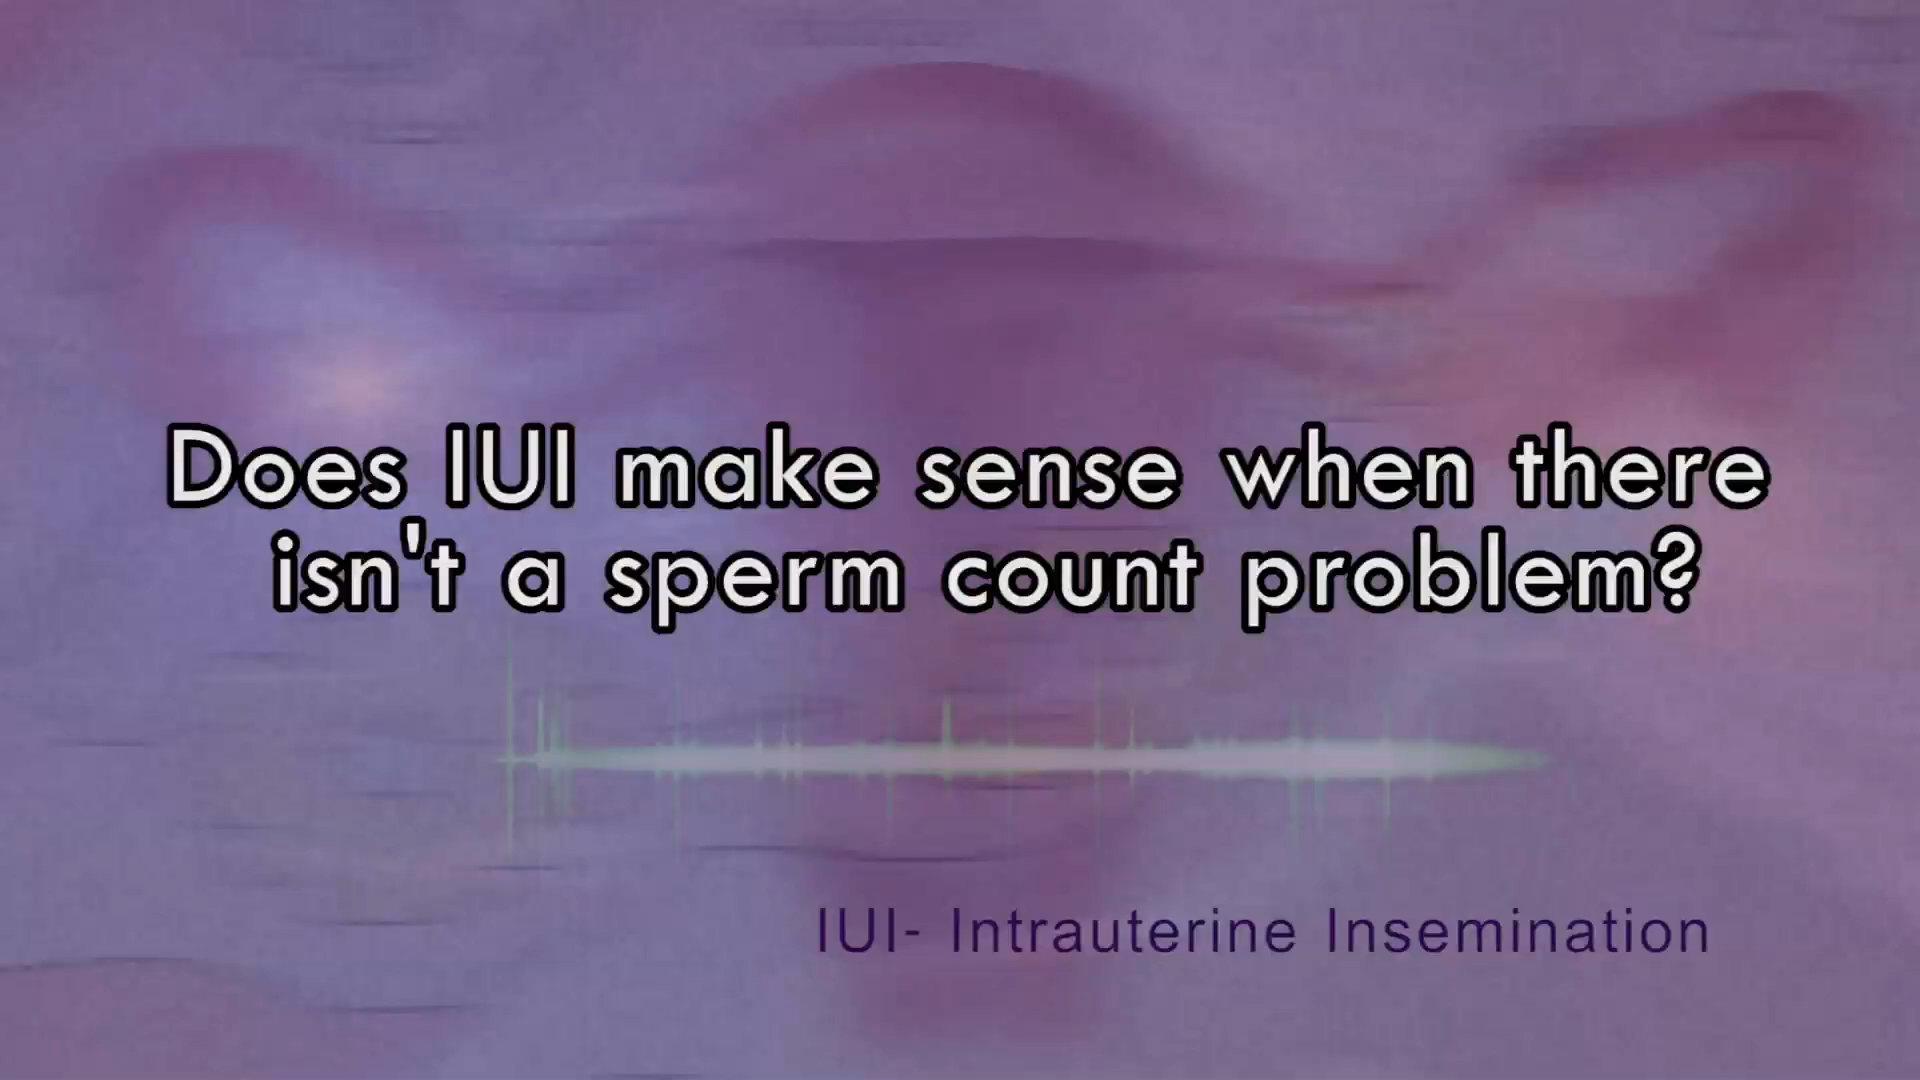 Does IUI make sense when there
isn't a sperm count problem?
IUI- Intrauterine Insemination